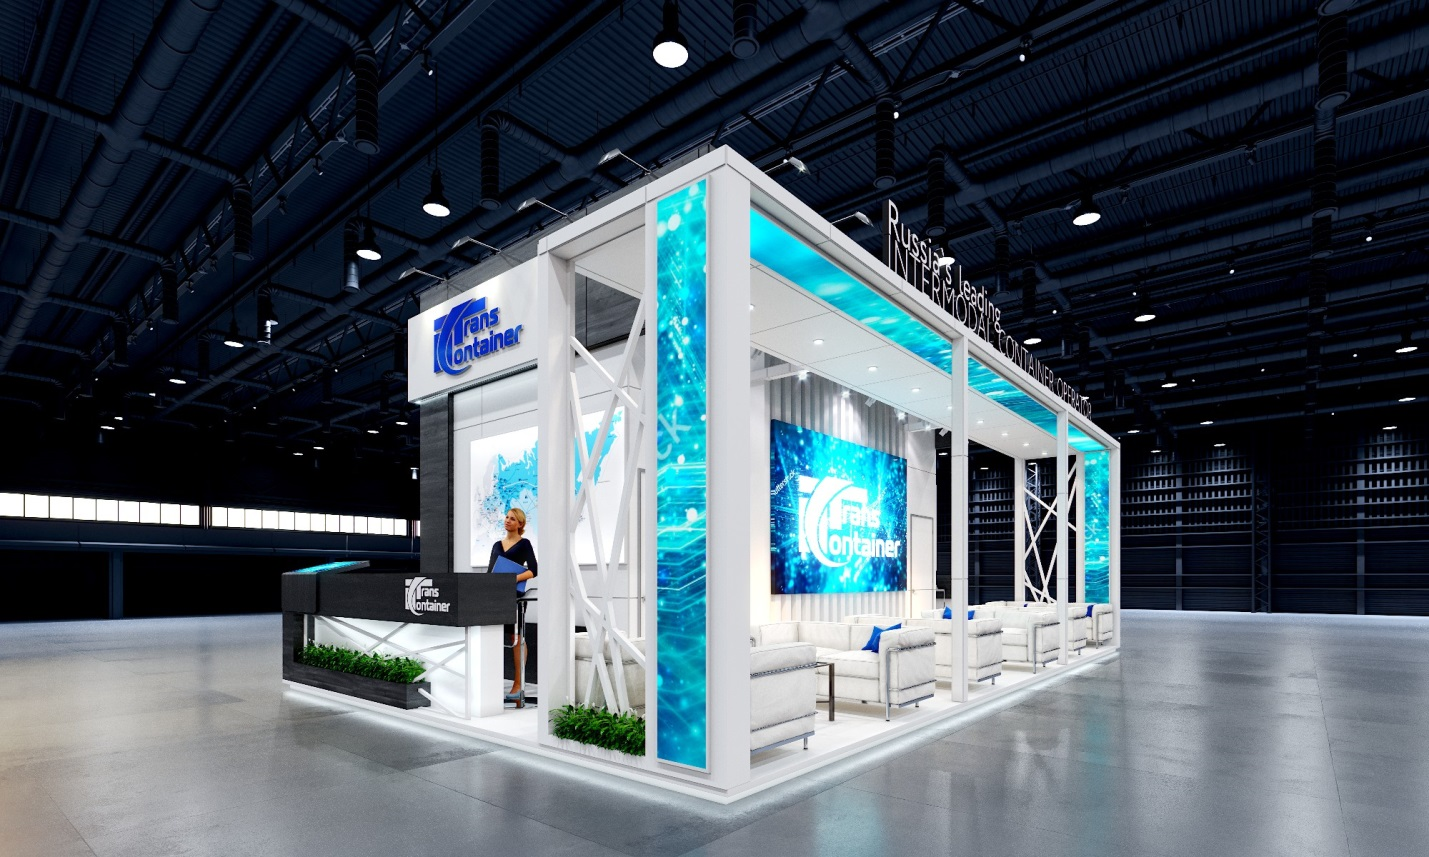 Russia's leading
INTERMODAL CONTAINER OPERATOR
Trans
Container
Trans
Container
Trans
Container